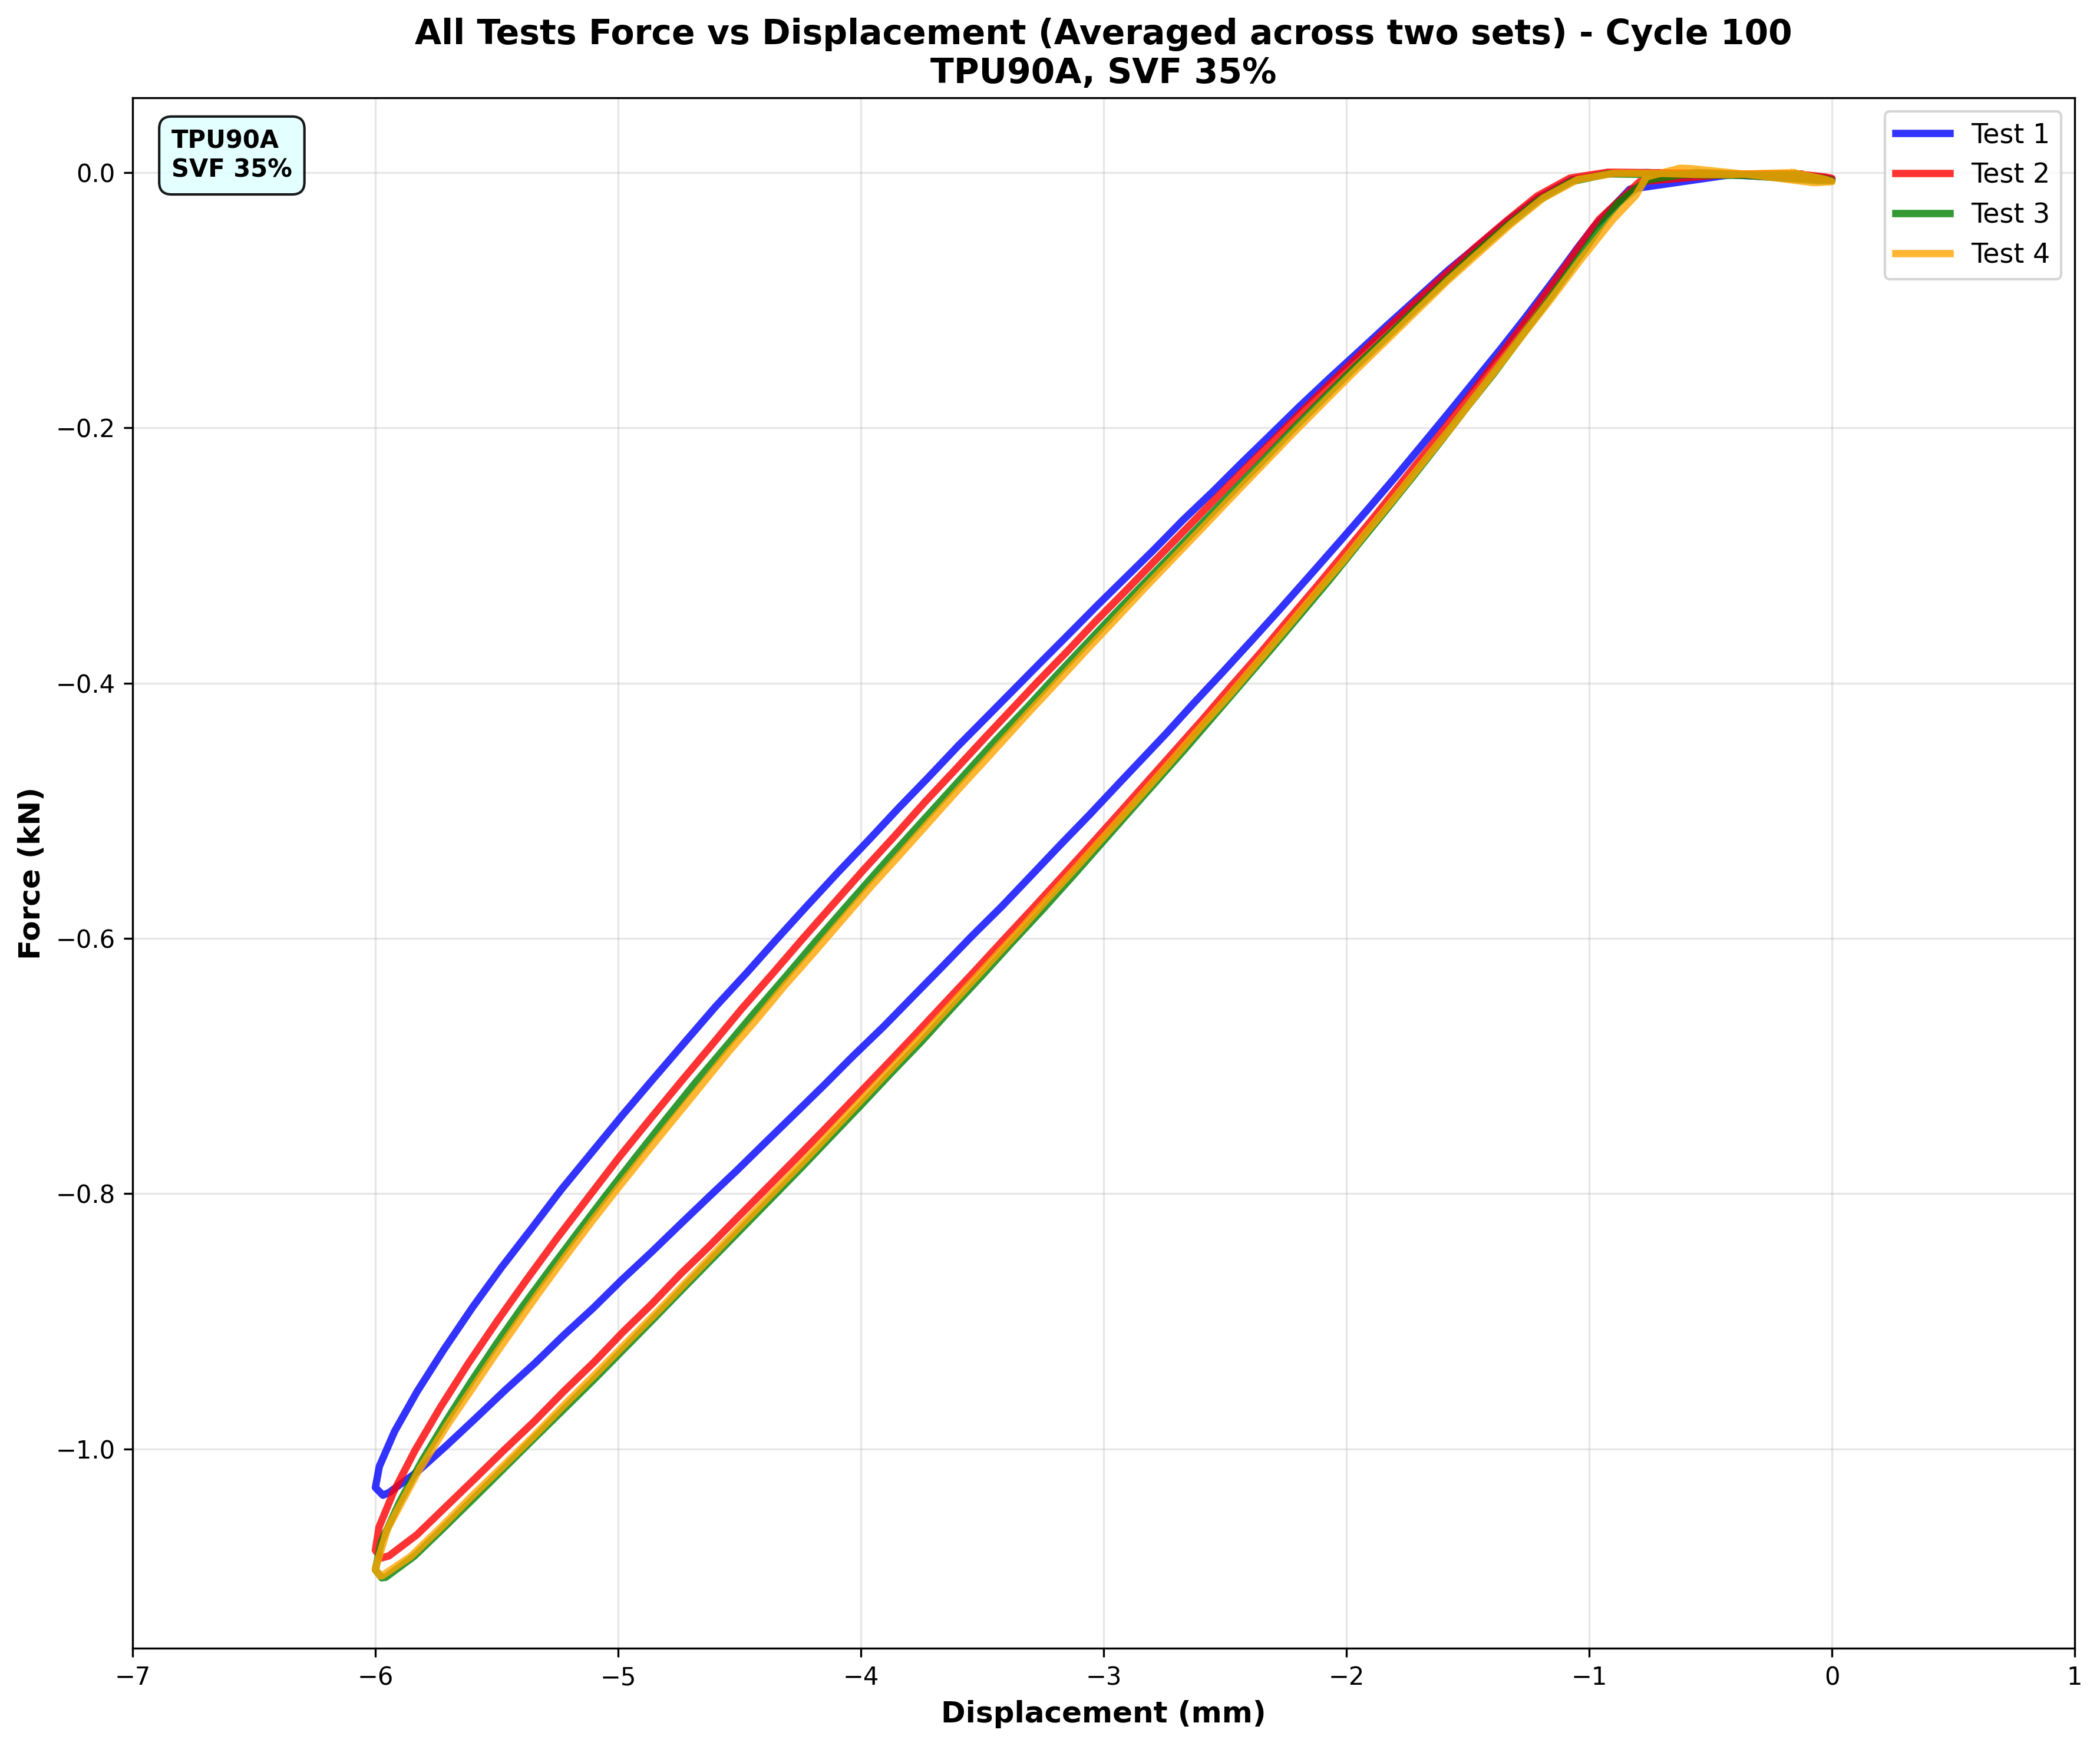 All Tests Force vs Displacement (Averaged across two sets) - Cycle 100
TPU90A, SVF 35%
TPU90A
SVF 35%
Test 1
Test 2
Test 3
Test 4
0.0
−0.2
−0.4
−0.6
−0.8
−1.0
Force (kN)
−7
−6
−5
−4
−3
−2
−1
0
1
Displacement (mm)